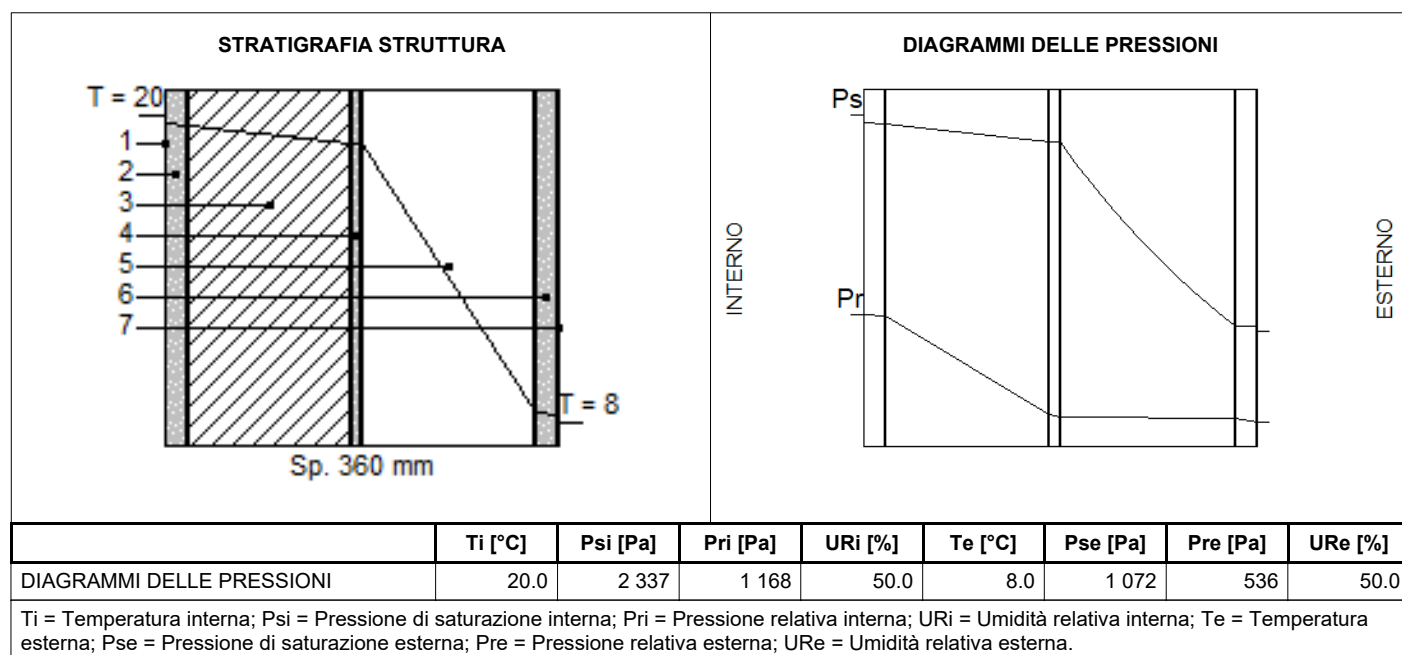 STRATIGRAFIA STRUTTURA
T = 20
1
2
3
4
5
6
7
T = 8
Sp. 360 mm
DIAGRAMMI DELLE PRESSIONI
Ps
Pr
INTERNO
ESTERNO
Ti [°C] Psi [Pa] Pri [Pa] URi [%] Te [°C] Pse [Pa] Pre [Pa] URe [%]
DIAGRAMMI DELLE PRESSIONI 20.0 2 337 1 168 50.0 8.0 1 072 536 50.0
Ti = Temperatura interna; Psi = Pressione di saturazione interna; Pri = Pressione relativa interna; URi = Umidità relativa interna; Te = Temperatura
esterna; Pse = Pressione di saturazione esterna; Pre = Pressione relativa esterna; URe = Umidità relativa esterna.